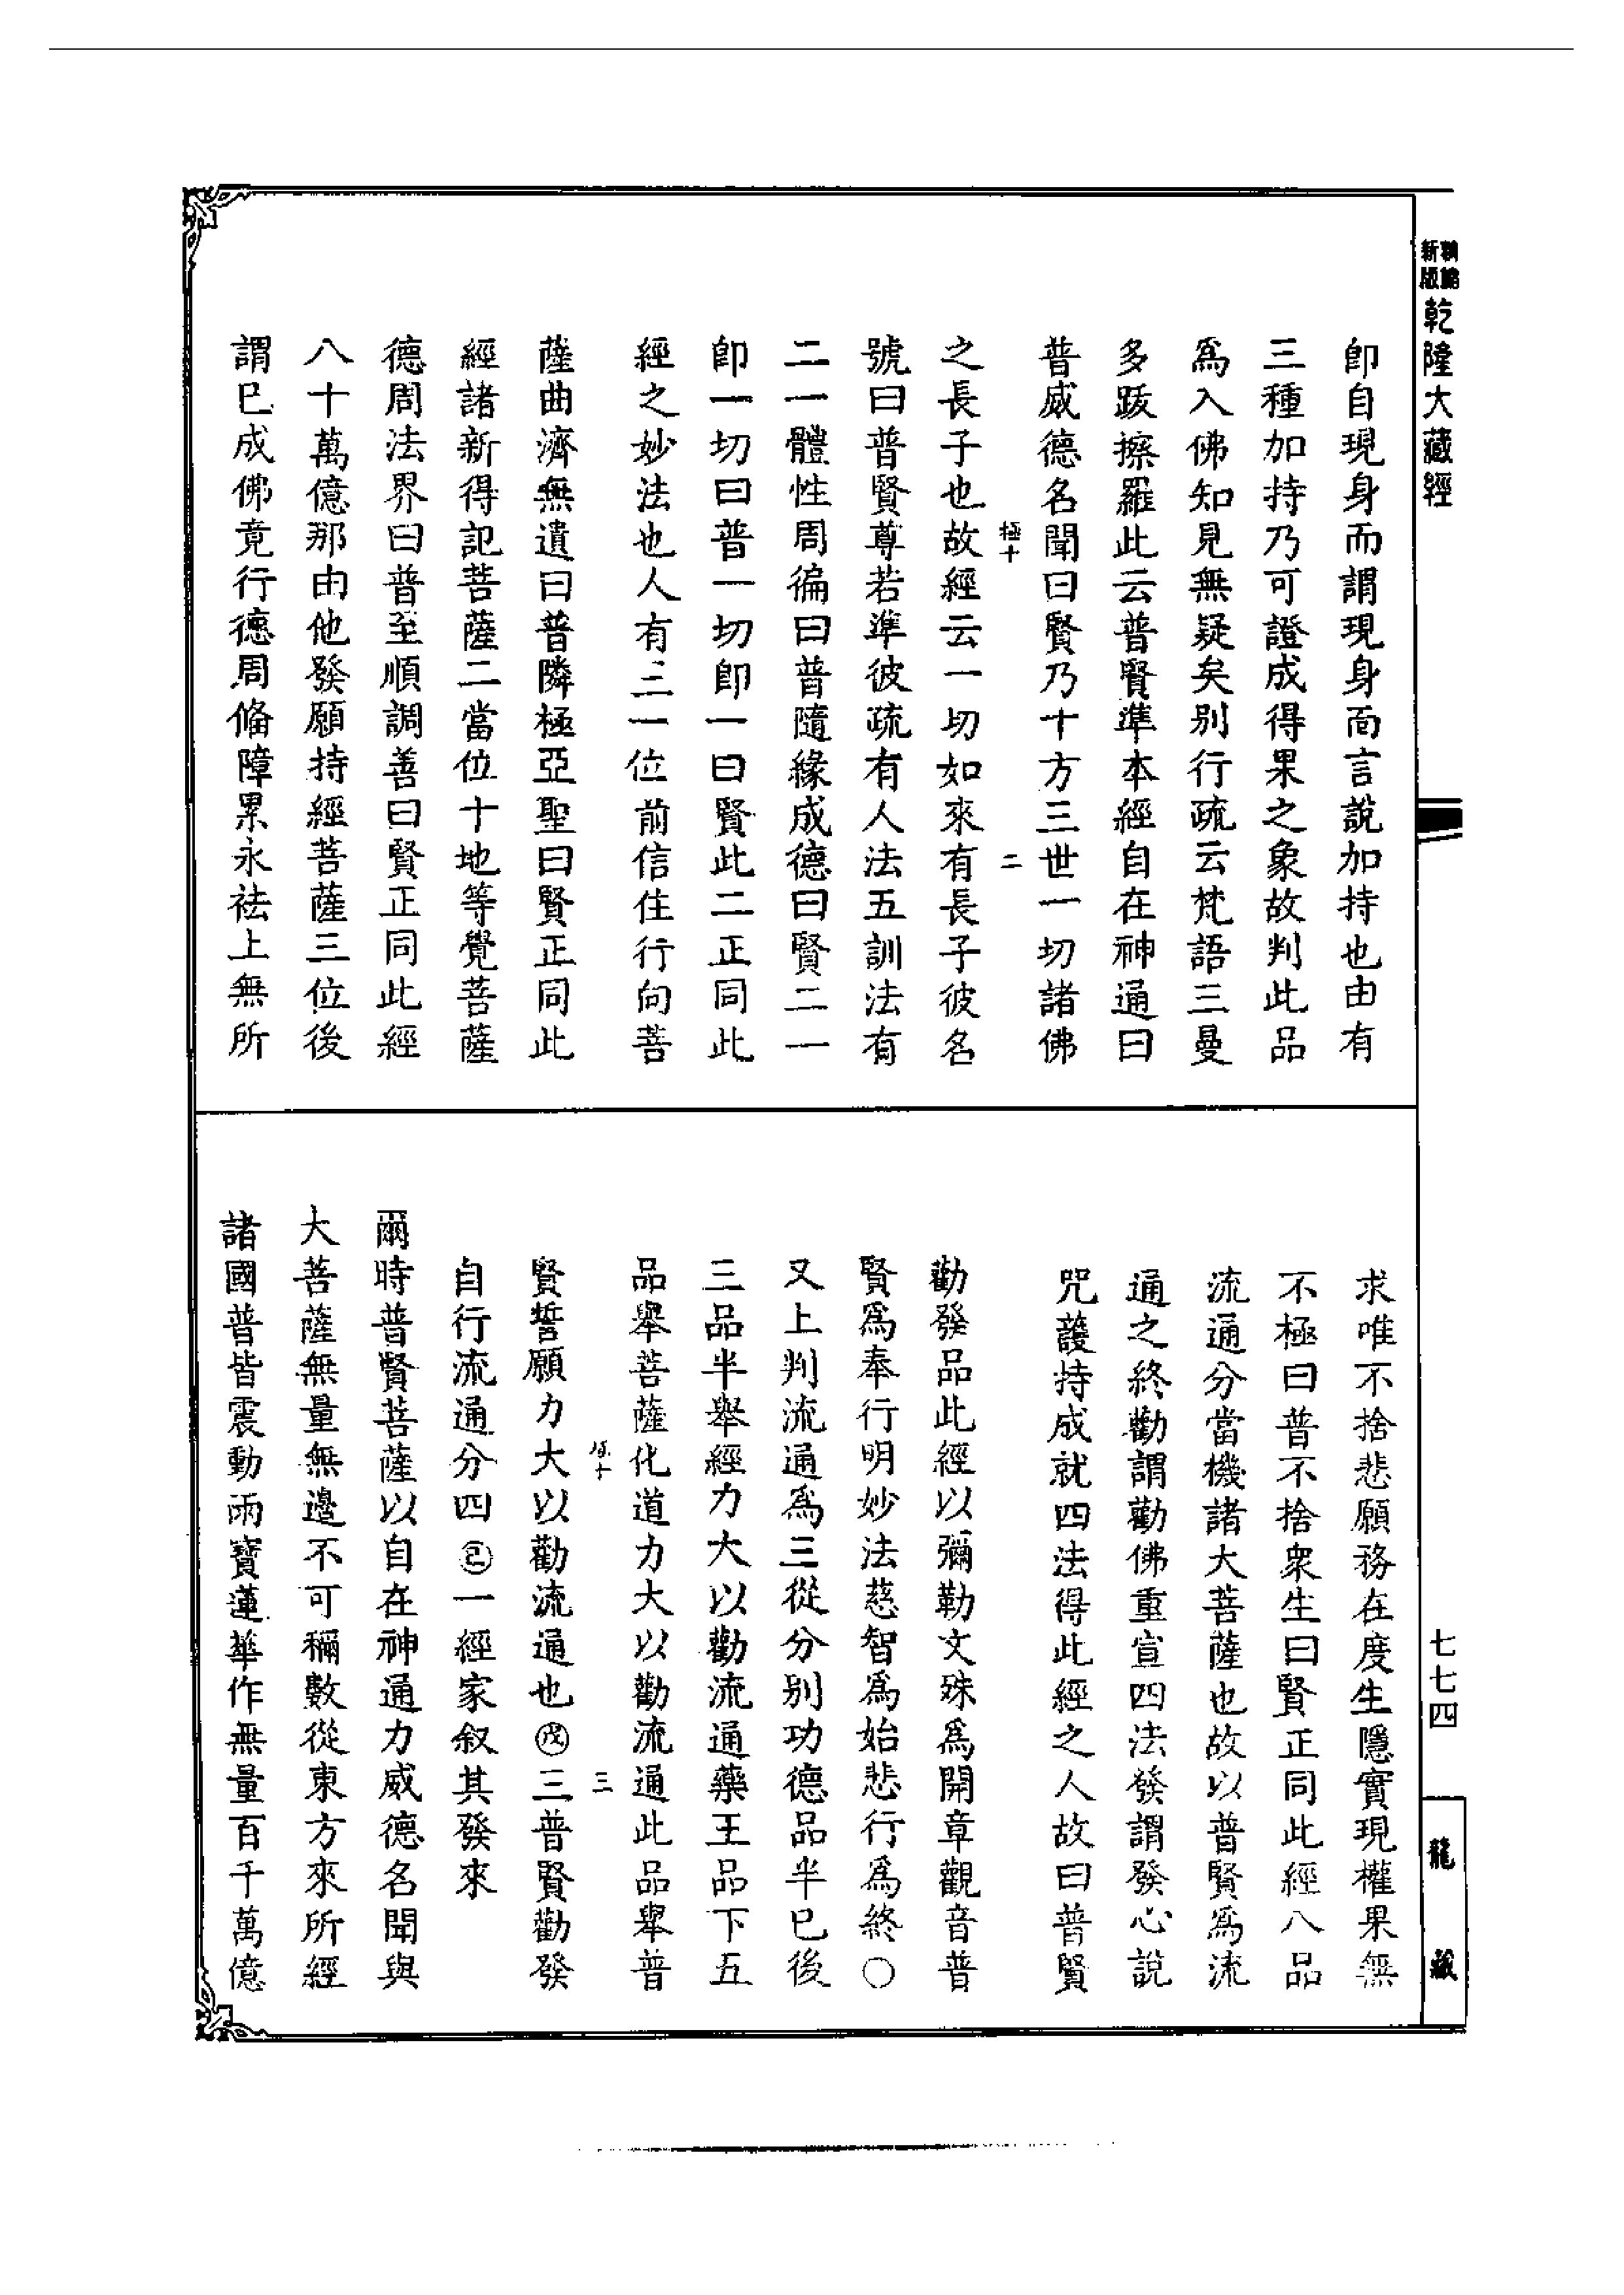 新版
乾隆大藏經
即自現身而謂現身而言說加持也由有
三種加持乃可證成得果之象故判此品
爲入佛知見無疑矣別行疏云梵語三曼
多跋捺羅此云普賢準本經自在神通曰
普威德名聞曰賢乃十方三世一切諸佛
極十 二
之長子也故經云一切如來有長子彼名
號曰普賢尊若準彼疏有人法五訓法有
二一體性周徧曰普隨緣成德曰賢二一
即一切曰普一切即一曰賢此二正同此
經之妙法也人有三一位前信住行向菩
薩曲濟無遺曰普隣極亞聖曰賢正同此
經諸新得記菩薩二當位十地等覺菩薩
德周法界曰普至順調善曰賢正同此經
八十萬億那由他發願持經菩薩三位後
謂巳成佛竟行德周偹障累永袪上無所
求唯不捨悲願務在度生隱實現權果無
不極曰普不捨衆生曰賢正同此經八品
流通分當機諸大菩薩也故以普賢爲流
通之終勸謂勸佛重宣四法發謂發心說
咒護持成就四法得此經之人故曰普賢
勸發品此經以彌勒文殊爲開章觀音普
賢爲奉行明妙法慈智爲始悲行爲終〇
又上判流通爲三從分別功德品半巳後
三品半舉經力大以勸流通藥王品下五
品舉菩薩化道力大以勸流通此品舉普
十 三
賢誓願力大以勸流通也㊅三普賢勸發
自行流通分四㊁一經家叙其發來
爾時普賢菩薩以自在神通力威德名聞與
大菩薩無量無邊不可稱數從東方來所經
諸國普皆震動雨寶蓮華作無量百千萬億
七七四
龍藏